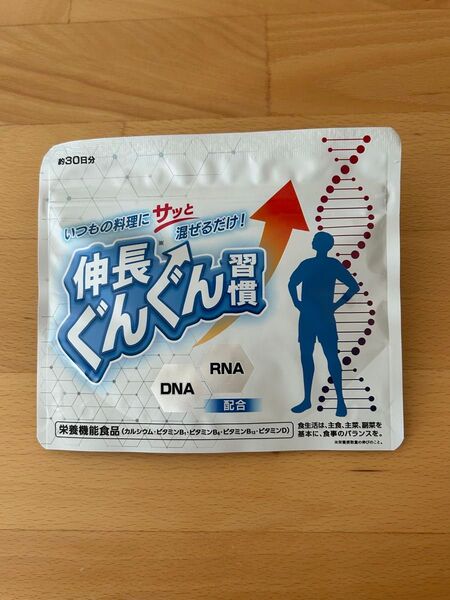 約30日分
いつもの料理にサッと混ぜるだけ!
伸長
ぐんぐん
習慣
DNA
RNA
配合
栄養機能食品(カルシウム・ビタミンB₁・ビタミンB₆・ビタミンB₁₂・ビタミンD)
食生活は、主食、主菜、副菜を
基本に、食事のバランスを。